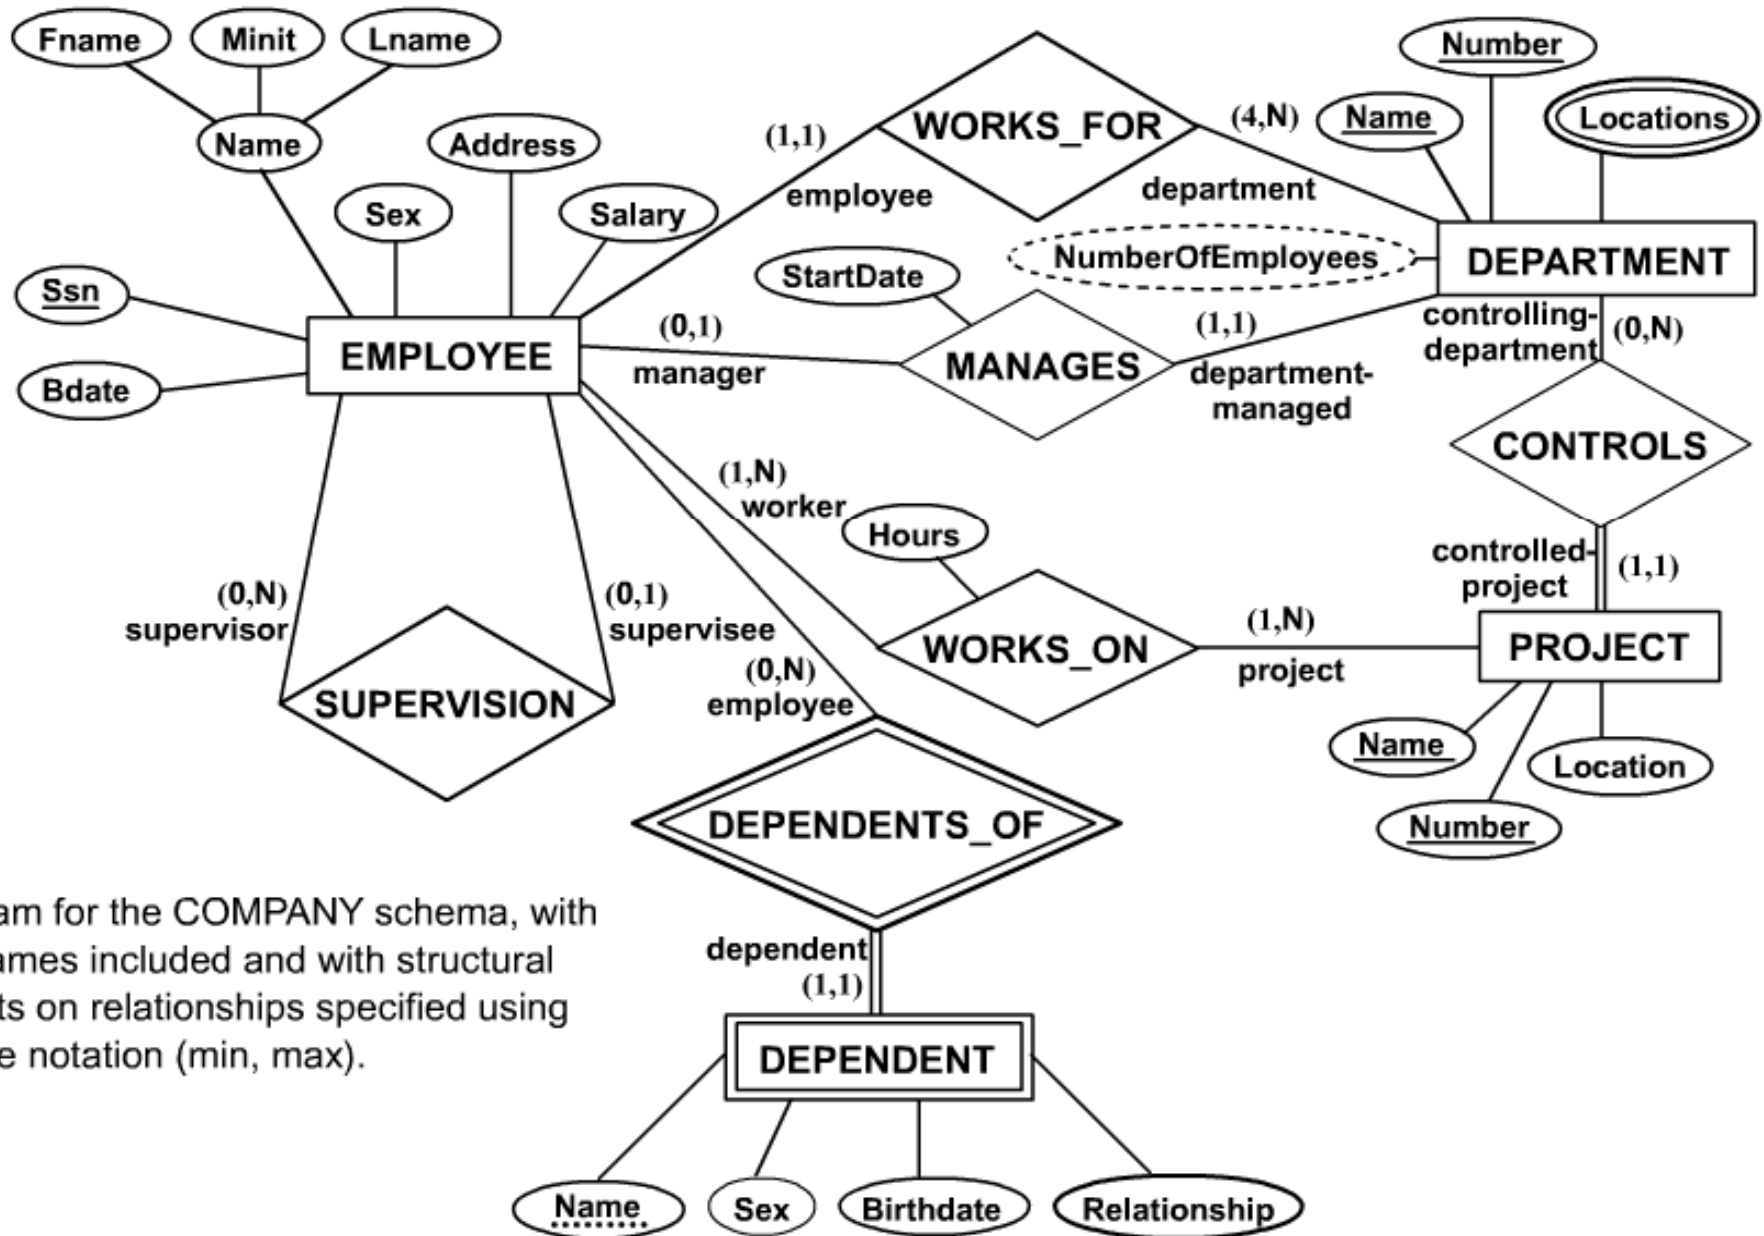 Fname
Minit
Lname
Number
Name
Address
(1,1)
WORKS_FOR
(4,N)
Name
Locations
Sex
Salary
employee
department
Ssn
StartDate
NumberOfEmployees
DEPARTMENT
EMPLOYEE
(0,1)
manager
MANAGES
(1,1)
department-
managed
controlling-
department
(0,N)
Bdate
CONTROLS
(1,N)
worker
Hours
controlled-
project
(1,1)
(0,N)
supervisor
(0,1)
supervisee
WORKS_ON
(1,N)
project
PROJECT
SUPERVISION
(0,N)
employee
Name
Location
Number
DEPENDENTS_OF
am for the COMPANY schema, with
ames included and with structural
ts on relationships specified using
e notation (min, max).
dependent
(1,1)
DEPENDENT
Name
Sex
Birthdate
Relationship